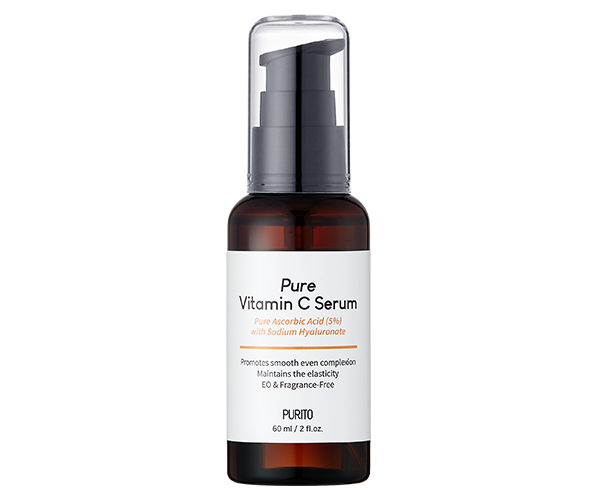 Pure
Vitamin C Serum
Pure Ascorbic Acid (5%)
with Sodium Hyaluronate
Promotes smooth even complexion
Maintains the elasticity
EO & Fragrance-Free
PURITO
60 ml / 2 fl.oz.